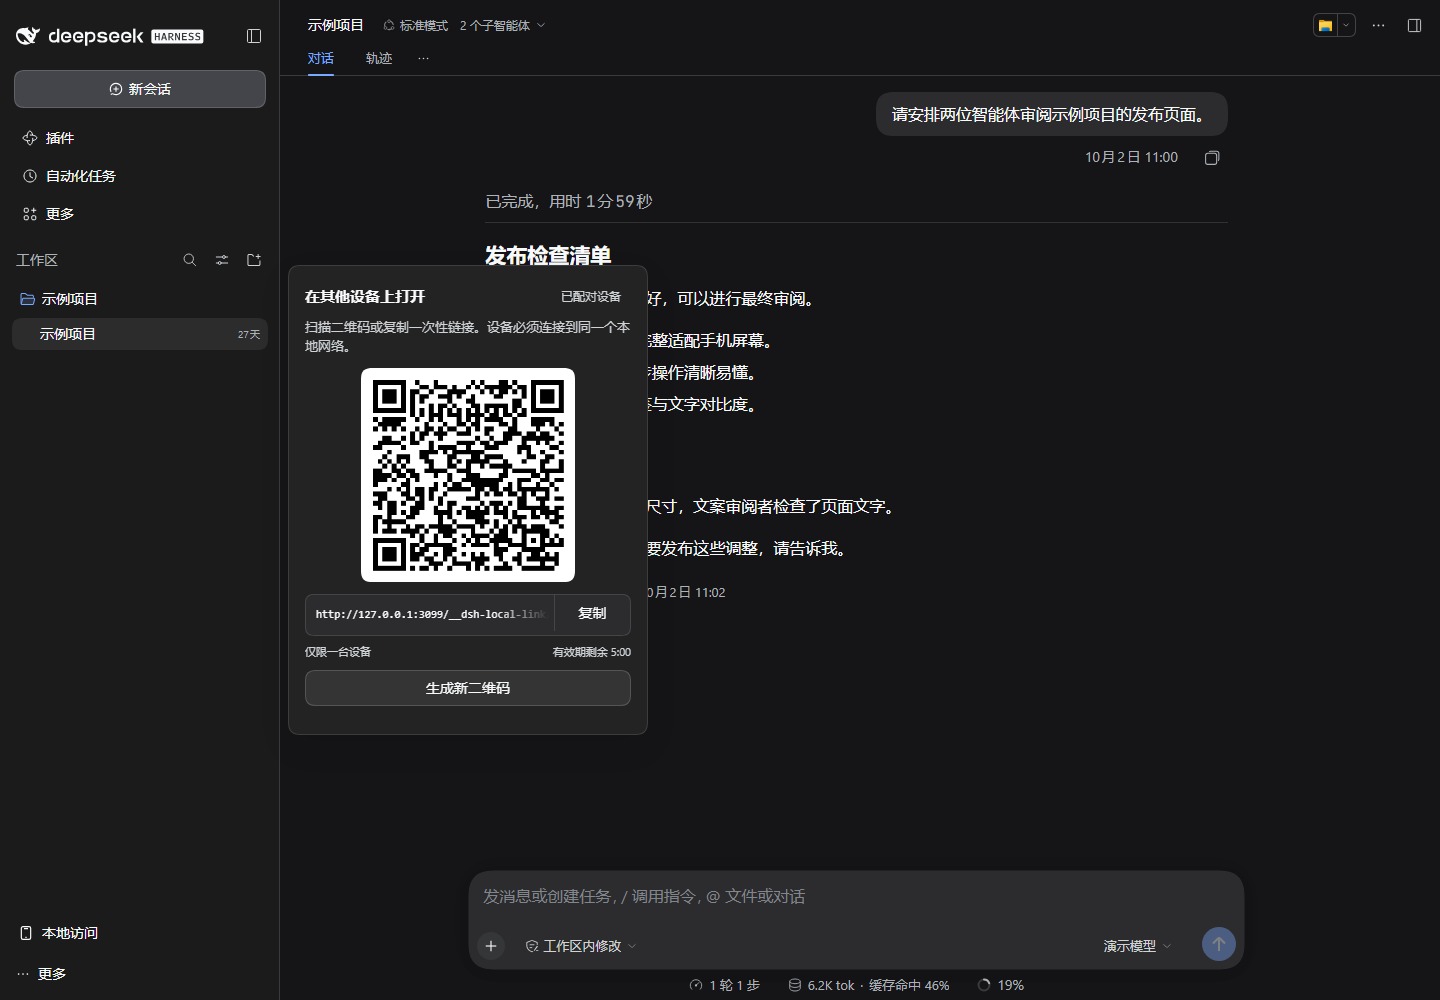 deepseek HARNESS
新会话
插件
自动化任务
更多
工作区
示例项目
示例项目 27天
本地访问
更多
示例项目 标准模式 2 个子智能体
对话 轨迹
请安排两位智能体审阅示例项目的发布页面。
10月2日 11:00
已完成，用时 1分59秒
发布检查清单
好，可以进行最终审阅。
整适配手机屏幕。
操作清晰易懂。
与文字对比度。
尺寸，文案审阅者检查了页面文字。
要发布这些调整，请告诉我。
0月2日 11:02
在其他设备上打开 已配对设备
扫描二维码或复制一次性链接。设备必须连接到同一个本
地网络。
http://127.0.0.1:3099/__dsh-local-link 复制
仅限一台设备 有效期剩余 5:00
生成新二维码
发消息或创建任务, / 调用指令, @ 文件或对话
工作区内修改 演示模型
1 轮 1 步 6.2K tok · 缓存命中 46% 19%